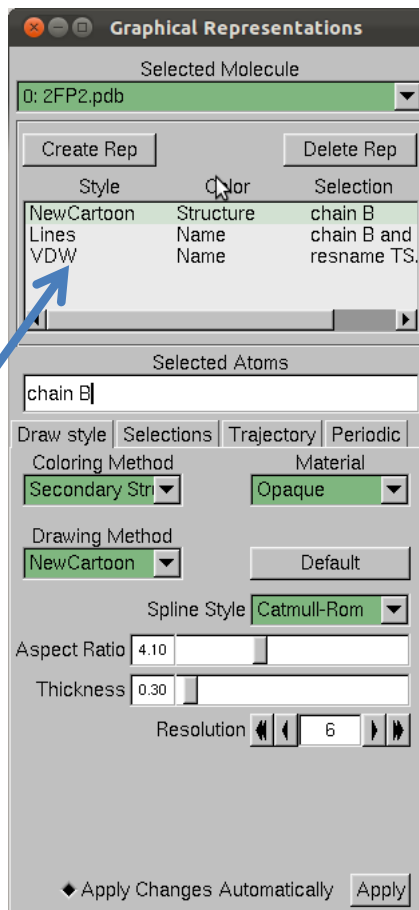 Graphical Representations
Selected Molecule
0: 2FP2.pdb
Create Rep Delete Rep
Style Color Selection
NewCartoon Structure chain B
Lines Name chain B and
VDW Name resname TS.
Selected Atoms
chain B
Draw style Selections Trajectory Periodic
Coloring Method Material
Secondary Stru Opaque
Drawing Method
NewCartoon Default
Spline Style Catmull-Rom
Aspect Ratio 4.10
Thickness 0.30
Resolution 6
Apply Changes Automatically Apply